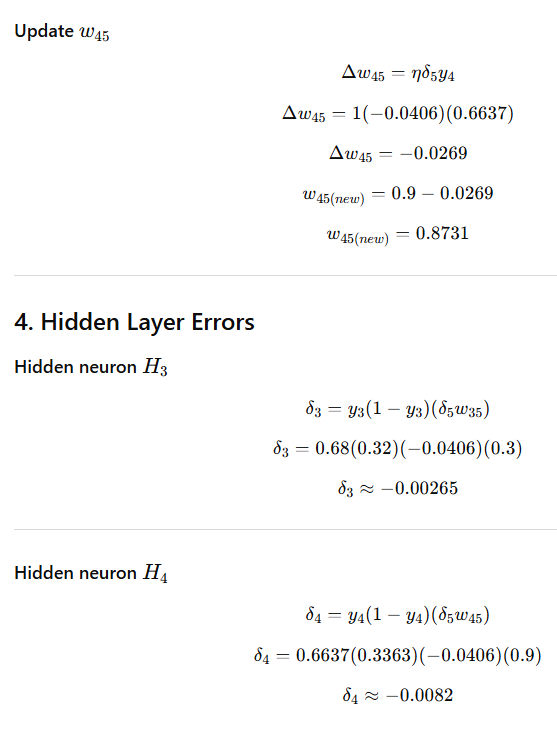 Update w₄₅
Δw₄₅ = ηδ₅y₄
Δw₄₅ = 1(−0.0406)(0.6637)
Δw₄₅ = −0.0269
w₄₅₍ₙₑw₎ = 0.9 − 0.0269
w₄₅₍ₙₑw₎ = 0.8731
4. Hidden Layer Errors
Hidden neuron H₃
δ₃ = y₃(1 − y₃)(δ₅w₃₅)
δ₃ = 0.68(0.32)(−0.0406)(0.3)
δ₃ ≈ −0.00265
Hidden neuron H₄
δ₄ = y₄(1 − y₄)(δ₅w₄₅)
δ₄ = 0.6637(0.3363)(−0.0406)(0.9)
δ₄ ≈ −0.0082